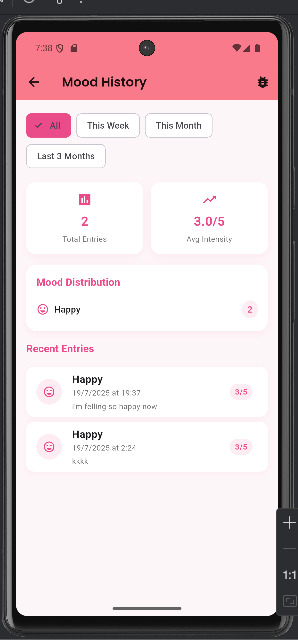 7:38
Mood History
All
This Week
This Month
Last 3 Months
2
3.0/5
Total Entries
Avg Intensity
Mood Distribution
Happy
2
Recent Entries
Happy
19/7/2025 at 19:37
3/5
I'm felling so happy now
Happy
19/7/2025 at 2:24
3/5
kkkk
1:1